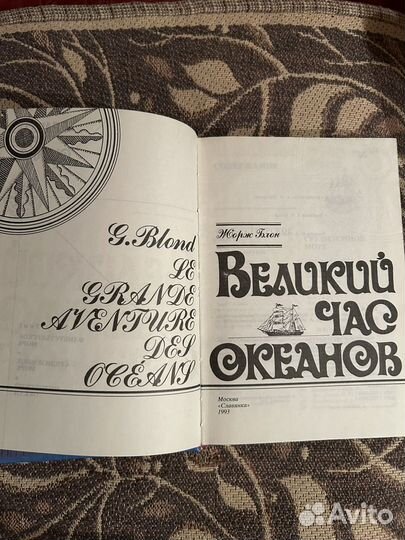 G. Blond
LE
GRANDE
AVENTURE
DES
OCEANS
Жорж Блон
ВЕЛИКИЙ
ЧАС
ОКЕАНОВ
Москва
«Славянка»
1993
Avito